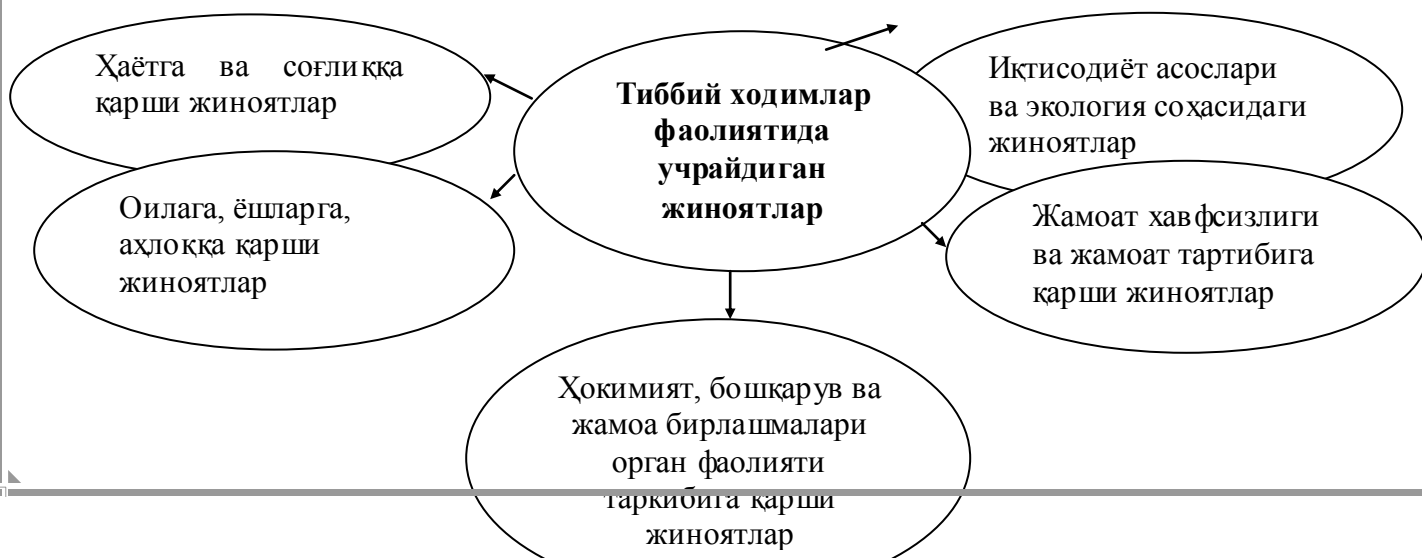 Ҳаётга ва соғлиққа
қарши жиноятлар
Оилага, ёшларга,
аҳлоққа қарши
жиноятлар
Тиббий ходимлар
фаолиятида
учрайдиган
жиноятлар
Иқтисодиёт асослари
ва экология соҳасидаги
жиноятлар
Жамоат хавфсизлиги
ва жамоат тартибига
қарши жиноятлар
Ҳокимият, бошқарув ва
жамоа бирлашмалари
орган фаолияти
таркибига қарши
жиноятлар